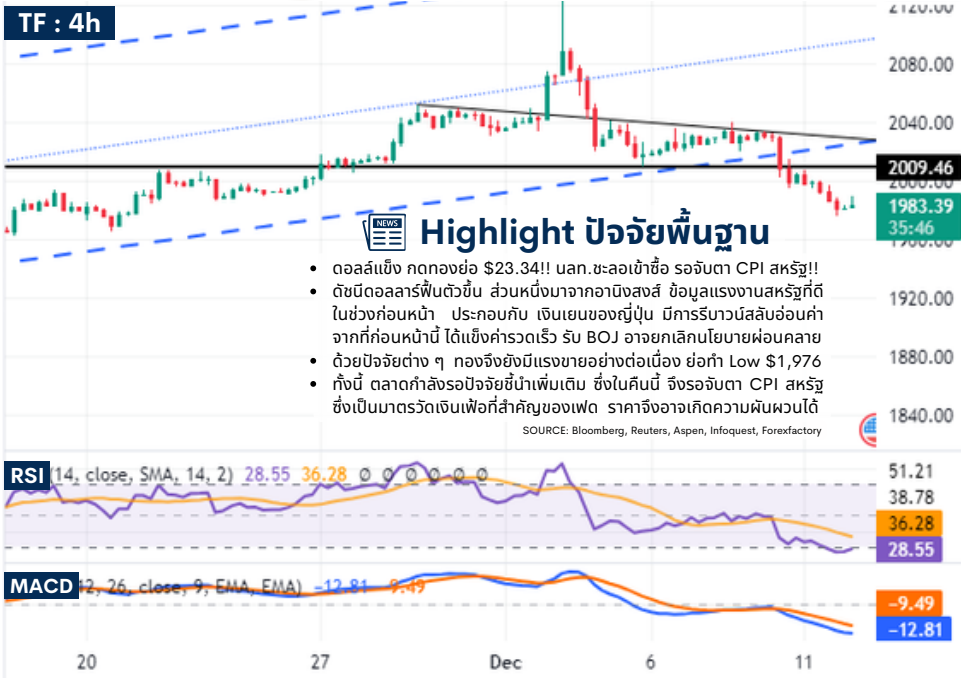 TF : 4h
2120.00
2080.00
2040.00
2009.46
2000.00
1983.39
35:46
1960.00
1920.00
1880.00
1840.00
NEWS
Highlight ปัจจัยพื้นฐาน
• ดอลล์แข็ง กดทองย่อ $23.34!! นลท.ชะลอเข้าซื้อ รอจับตา CPI สหรัฐ!!
• ดัชนีดอลลาร์ฟื้นตัวขึ้น ส่วนหนึ่งมาจากอานิงสงส์ ข้อมูลแรงงานสหรัฐที่ดี
ในช่วงก่อนหน้า ประกอบกับ เงินเยนของญี่ปุ่น มีการรีบาวน์สลับอ่อนค่า
จากที่ก่อนหน้านี้ ได้แข็งค่ารวดเร็ว รับ BOJ อาจยกเลิกนโยบายผ่อนคลาย
• ด้วยปัจจัยต่าง ๆ ทองจึงยังมีแรงขายอย่างต่อเนื่อง ย่อทำ Low $1,976
• ทั้งนี้ ตลาดกำลังรอปัจจัยชี้นำเพิ่มเติม ซึ่งในคืนนี้ จึงรอจับตา CPI สหรัฐ
ซึ่งเป็นมาตรวัดเงินเฟ้อที่สำคัญของเฟด ราคาจึงอาจเกิดความผันผวนได้
SOURCE: Bloomberg, Reuters, Aspen, Infoquest, Forexfactory
RSI (14, close, SMA, 14, 2) 28.55 36.28 ∅ ∅ ∅ ∅ ∅ ∅
51.21
38.78
36.28
28.55
MACD 12, 26, close, 9, EMA, EMA) −12.81 −9.49
−9.49
−12.81
20 27 Dec 6 11